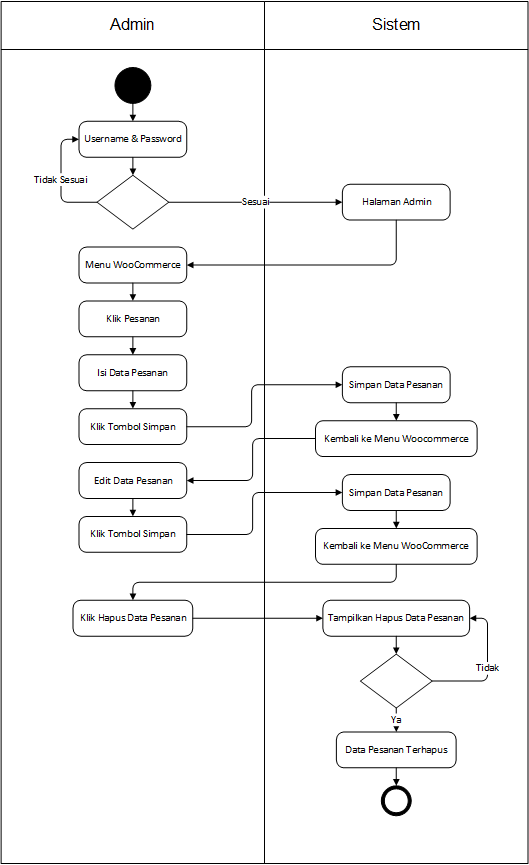 Admin
Sistem
Username & Password
Tidak Sesuai
Sesuai
Halaman Admin
Menu WooCommerce
Klik Pesanan
Isi Data Pesanan
Simpan Data Pesanan
Klik Tombol Simpan
Kembali ke Menu Woocommerce
Edit Data Pesanan
Simpan Data Pesanan
Klik Tombol Simpan
Kembali ke Menu WooCommerce
Klik Hapus Data Pesanan
Tampilkan Hapus Data Pesanan
Tidak
Ya
Data Pesanan Terhapus